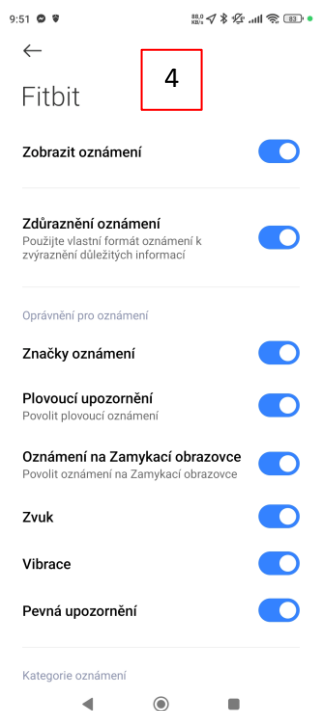 9:51
Fitbit
4
Zobrazit oznámení
Zdůraznění oznámení
Použijte vlastní formát oznámení k
zvýraznění důležitých informací
Oprávnění pro oznámení
Značky oznámení
Plovoucí upozornění
Povolit plovoucí oznámení
Oznámení na Zamykací obrazovce
Povolit oznámení na Zamykací obrazovce
Zvuk
Vibrace
Pevná upozornění
Kategorie oznámení